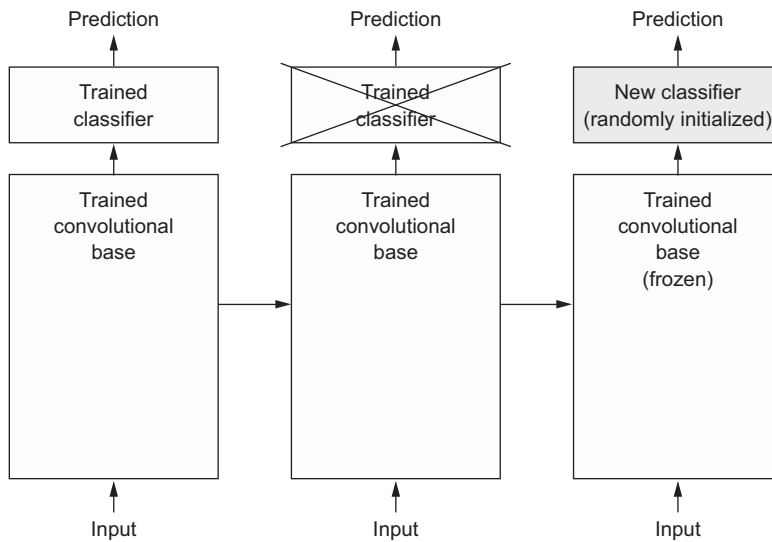 Prediction
Trained
classifier
Trained
convolutional
base
Input
Prediction
Trained
classifier
Trained
convolutional
base
Input
Prediction
New classifier
(randomly initialized)
Trained
convolutional
base
(frozen)
Input